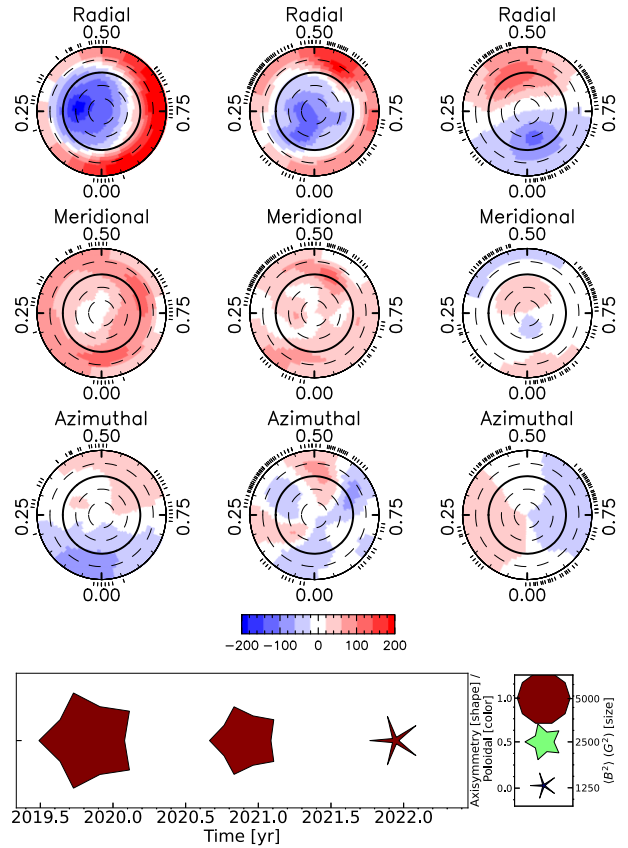 Radial Radial Radial
0.50 0.50 0.50
0.25 0.75 0.25 0.75 0.25 0.75
0.00 0.00 0.00
Meridional Meridional Meridional
0.50 0.50 0.50
0.25 0.75 0.25 0.75 0.25 0.75
0.00 0.00 0.00
Azimuthal Azimuthal Azimuthal
0.50 0.50 0.50
0.25 0.75 0.25 0.75 0.25 0.75
0.00 0.00 0.00
-200 -100 0 100 200
Axisymmetry [shape] /
Poloidal [color]
1.0 5000
0.5 2500
0.0 1250
⟨B²⟩ (G²) [size]
2019.5 2020.0 2020.5 2021.0 2021.5 2022.0
Time [yr]